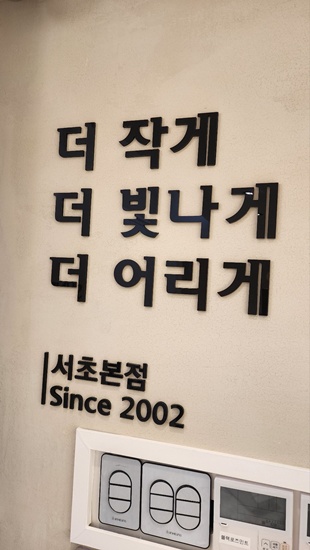 더 작게
더 빛나게
더 어리게
서초본점
Since 2002